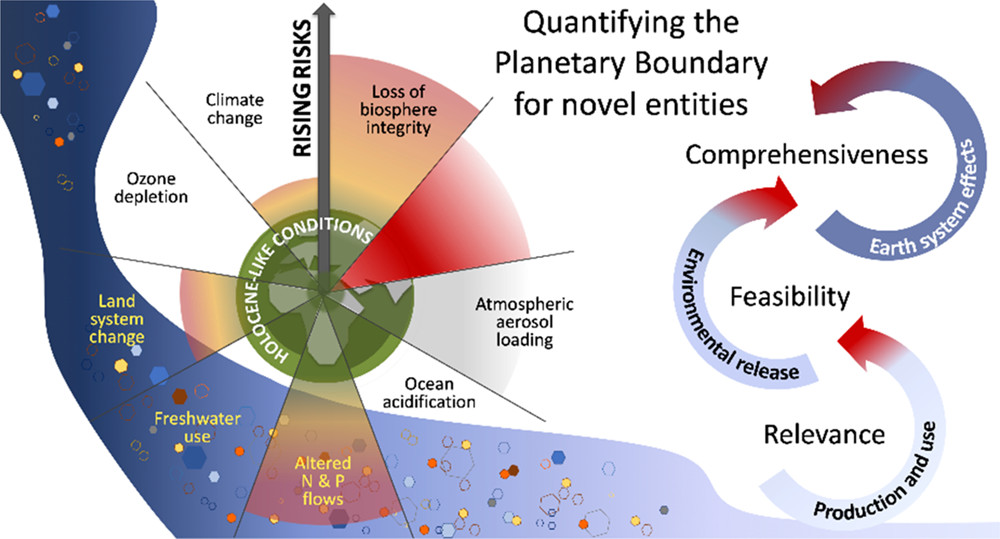 Quantifying the
Planetary Boundary
for novel entities
RISING RISKS
Climate
change
Loss of
biosphere
integrity
Ozone
depletion
HOLOCENE-LIKE CONDITIONS
Land
system
change
Atmospheric
aerosol
loading
Freshwater
use
Ocean
acidification
Altered
N & P
flows
Comprehensiveness
Earth system effects
Feasibility
Environmental release
Relevance
Production and use